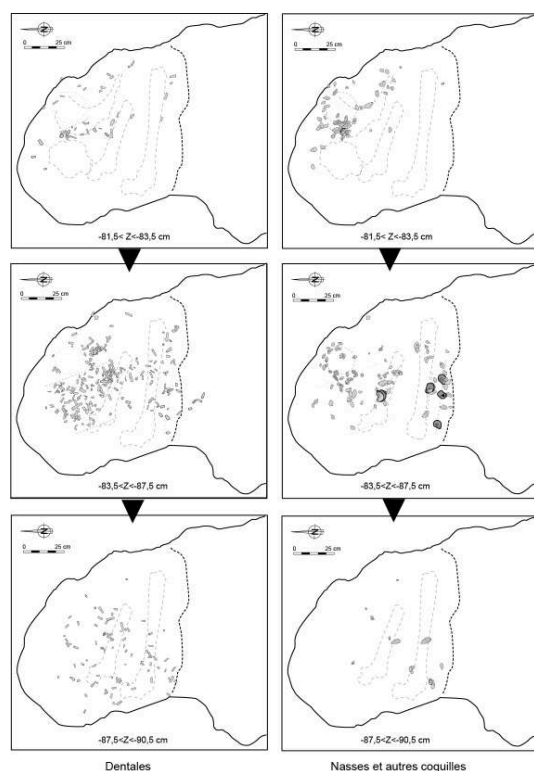 N
0 25 cm
-81,5< Z<-83,5 cm
N
0 25 cm
-81,5< Z<-83,5 cm
N
0 25 cm
-83,5<Z<-87,5 cm
N
0 25 cm
-83,5<Z<-87,5 cm
N
0 25 cm
-87,5<Z<-90,5 cm
N
0 25 cm
-87,5<Z<-90,5 cm
Dentales
Nasses et autres coquilles